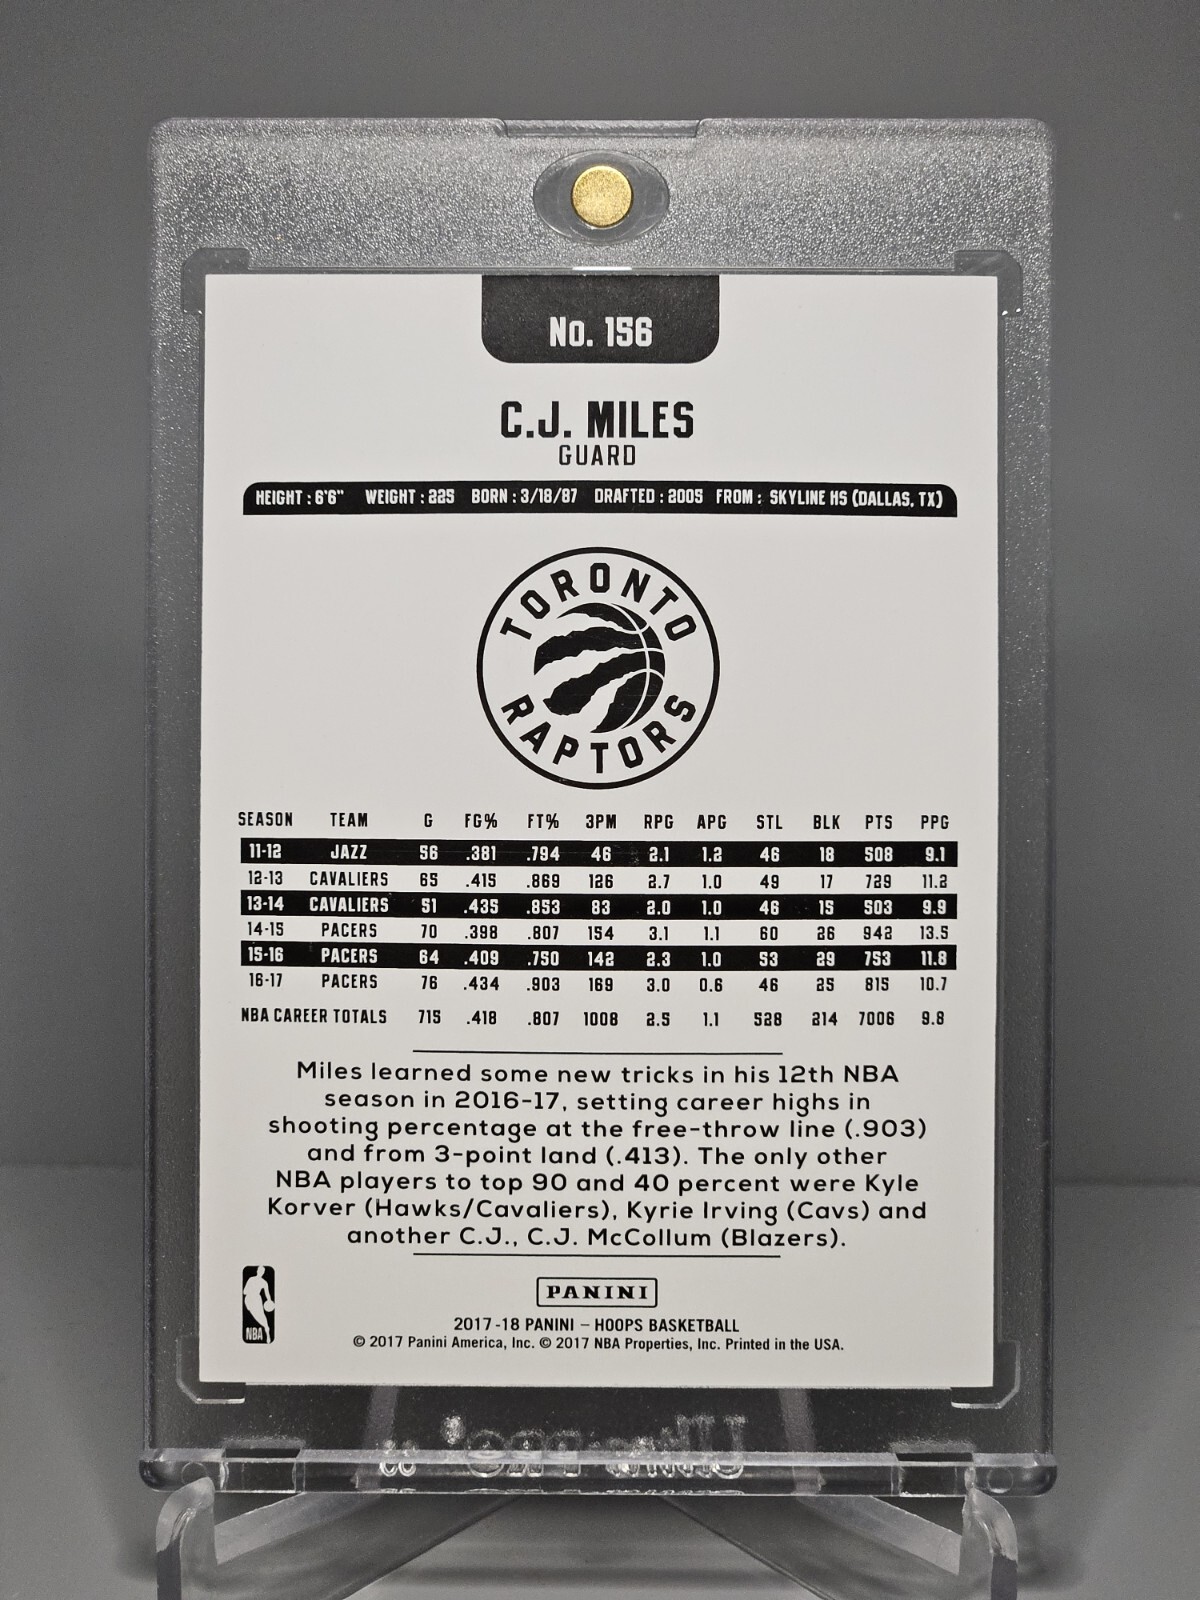 No. 156
C.J. MILES
GUARD
HEIGHT : 6'6" WEIGHT : 225 BORN : 3/18/87 DRAFTED : 2005 FROM : SKYLINE HS (DALLAS, TX)
TORONTO
RAPTORS
SEASON TEAM G FG% FT% 3PM RPG APG STL BLK PTS PPG
11-12 JAZZ 56 .381 .794 46 2.1 1.2 46 18 508 9.1
12-13 CAVALIERS 65 .415 .869 126 2.7 1.0 49 17 729 11.2
13-14 CAVALIERS 51 .435 .853 83 2.0 1.0 46 15 503 9.9
14-15 PACERS 70 .398 .807 154 3.1 1.1 60 26 942 13.5
15-16 PACERS 64 .409 .750 142 2.3 1.0 53 29 753 11.8
16-17 PACERS 76 .434 .903 169 3.0 0.6 46 25 815 10.7
NBA CAREER TOTALS 715 .418 .807 1008 2.5 1.1 528 214 7006 9.8
Miles learned some new tricks in his 12th NBA
season in 2016-17, setting career highs in
shooting percentage at the free-throw line (.903)
and from 3-point land (.413). The only other
NBA players to top 90 and 40 percent were Kyle
Korver (Hawks/Cavaliers), Kyrie Irving (Cavs) and
another C.J., C.J. McCollum (Blazers).
NBA
PANINI
2017-18 PANINI – HOOPS BASKETBALL
© 2017 Panini America, Inc. © 2017 NBA Properties, Inc. Printed in the USA.